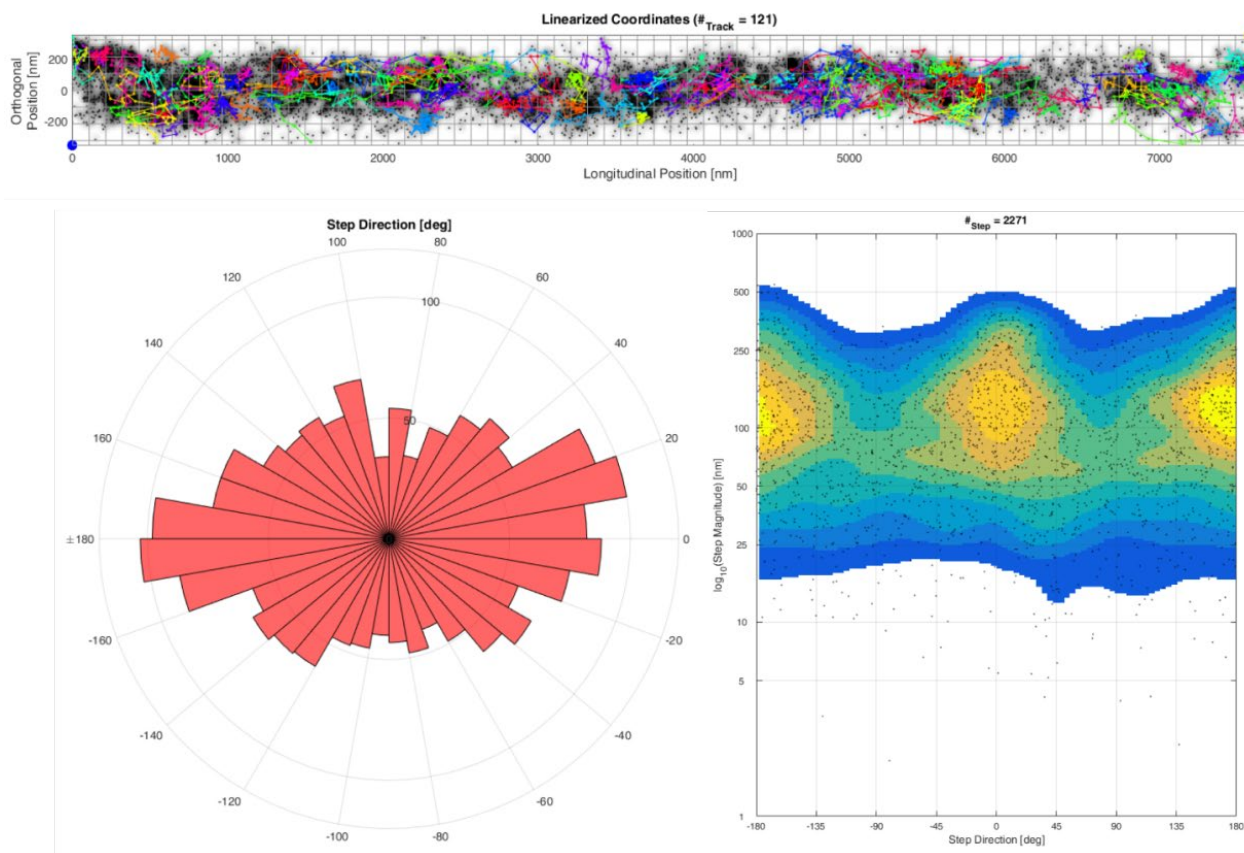 Linearized Coordinates (#Track = 121)
Orthogonal
Position [nm]
200
0
-200
0 1000 2000 3000 4000 5000 6000 7000
Longitudinal Position [nm]
Step Direction [deg]
100 80
120 60
100
140 40
50
160 20
±180 0
-160 -20
-140 -40
-120 -60
-100 -80
#Step = 2271
1000
500
250
100
50
25
10
5
1
log10(Step Magnitude) [nm]
-180 -135 -90 -45 0 45 90 135 180
Step Direction [deg]